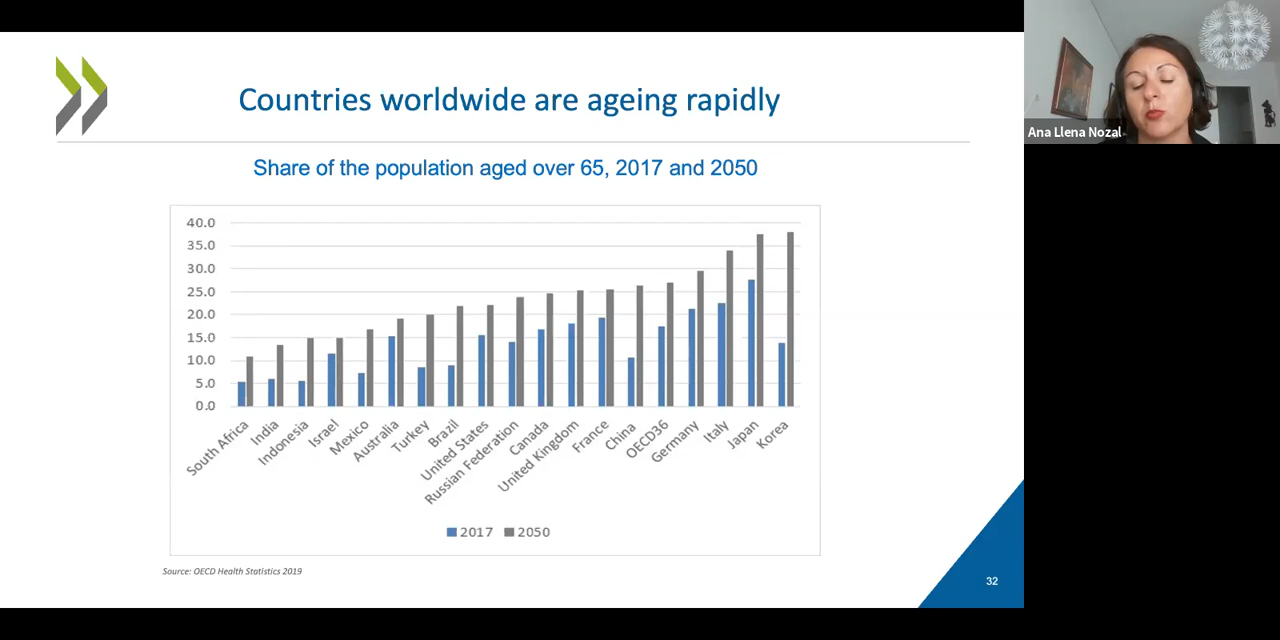 Countries worldwide are ageing rapidly
Ana Llena Nozal
Share of the population aged over 65, 2017 and 2050
40.0
35.0
30.0
25.0
20.0
15.0
10.0
5.0
0.0
South Africa
India
Indonesia
Israel
Mexico
Australia
Turkey
Brazil
United States
Russian Federation
Canada
United Kingdom
France
China
OECD36
Germany
Italy
Japan
Korea
2017 2050
Source: OECD Health Statistics 2019
32